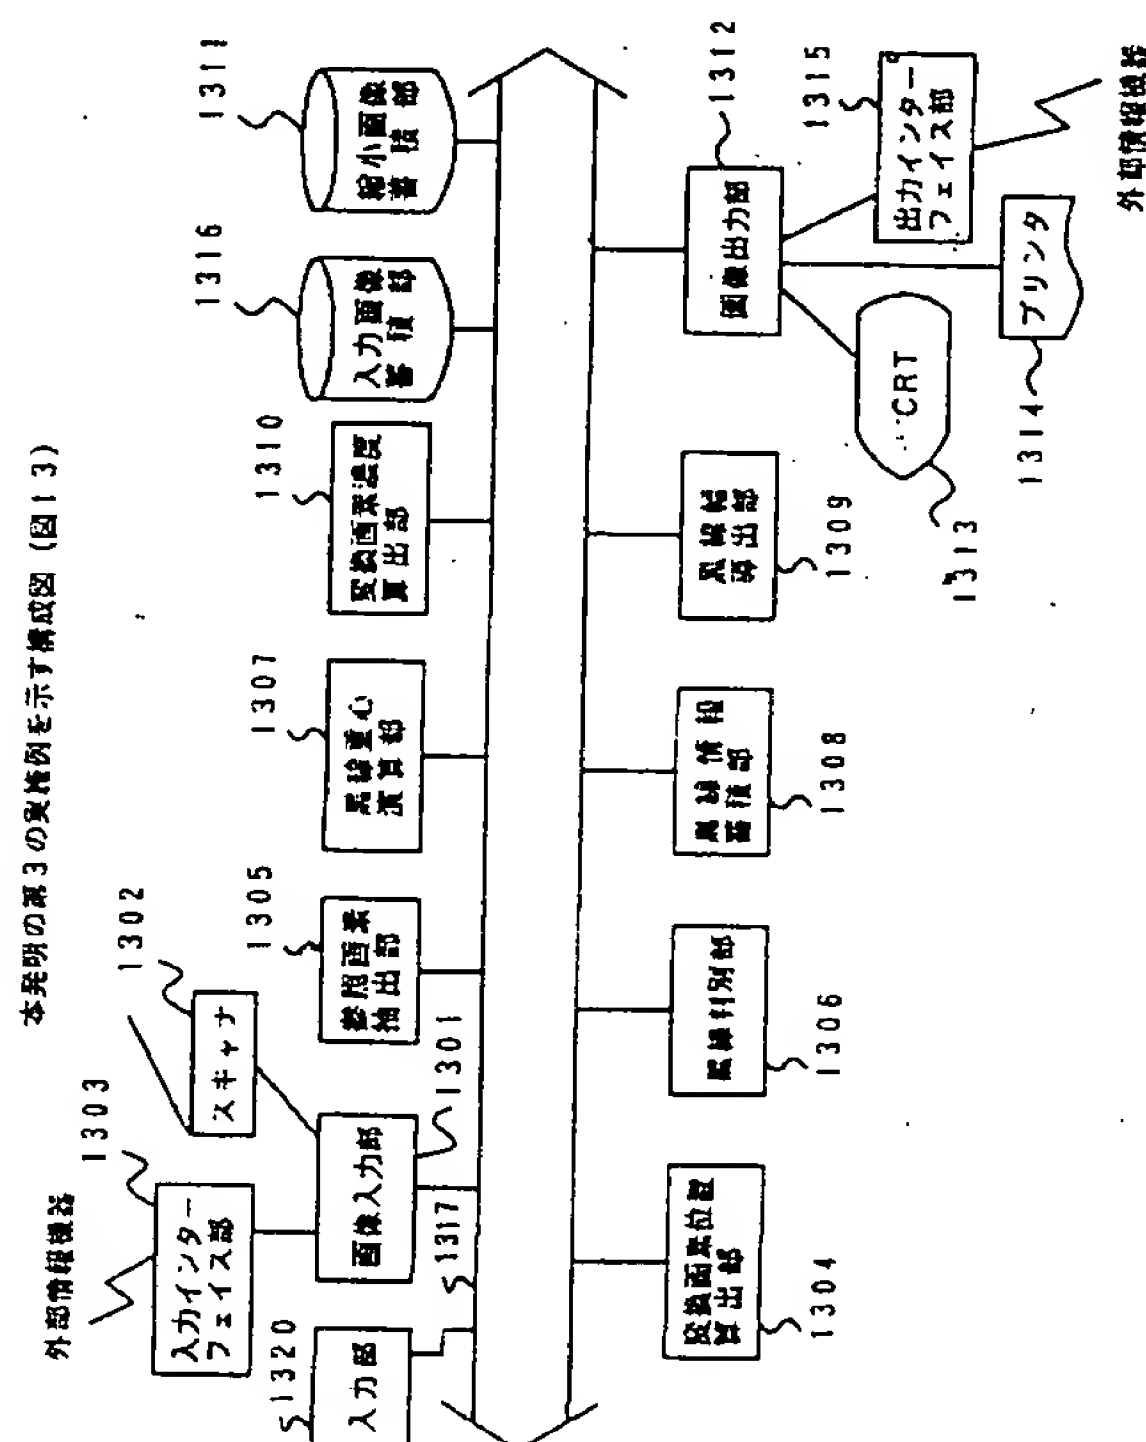 本発明の第3の実施例を示す構成図(図13)
外部情報機器
1303
入力インター
フェイス部
1302
スキャナ
1320
入力部
画像入力部
1301
1317
1305
参照画素
抽出部
1307
黒線重心
演算部
1310
変換画素濃度
算出部
1316
入力画像
蓄積部
1311
縮小画像
蓄積部
変換画素位置
算出部
1304
黒線判別部
1306
黒線情報
蓄積部
1308
黒線幅
導出部
1309
画像出力部
1312
CRT
1313
プリンタ
1314
出力インター
フェイス部
1315
外部情報機器